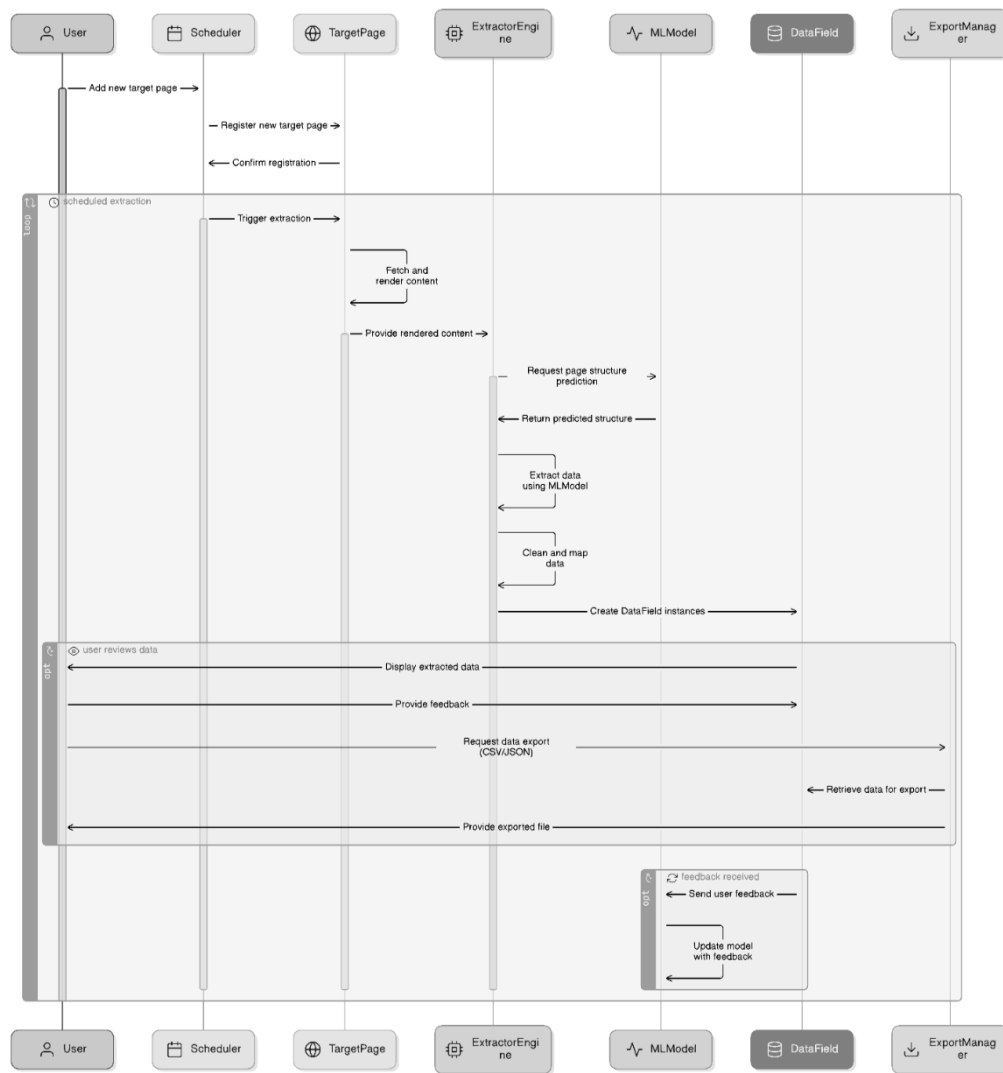 User
Scheduler
TargetPage
ExtractorEngi
ne
MLModel
DataField
ExportManag
er
Add new target page
Register new target page
Confirm registration
loop
scheduled extraction
Trigger extraction
Fetch and
render content
Provide rendered content
Request page structure
prediction
Return predicted structure
Extract data
using MLModel
Clean and map
data
Create DataField instances
opt
user reviews data
Display extracted data
Provide feedback
Request data export
(CSV/JSON)
Retrieve data for export
Provide exported file
opt
feedback received
Send user feedback
Update model
with feedback
User
Scheduler
TargetPage
ExtractorEngi
ne
MLModel
DataField
ExportManag
er